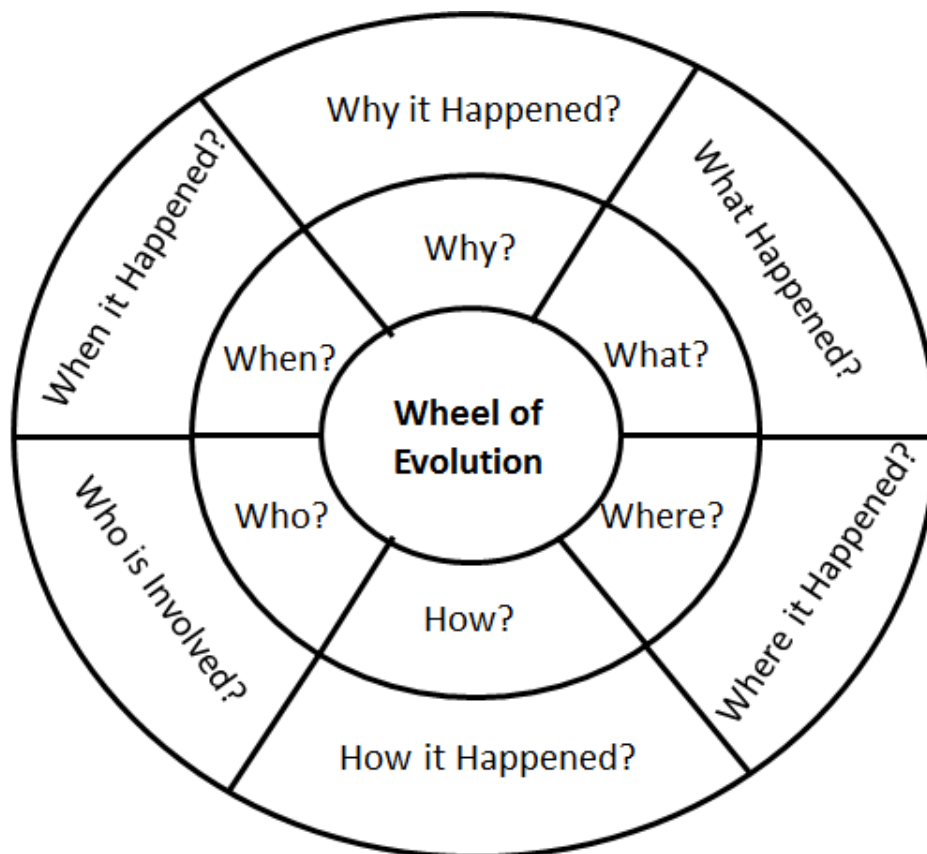 Why it Happened?
What Happened?
Where it Happened?
How it Happened?
Who is Involved?
When it Happened?
Why?
What?
Where?
How?
Who?
When?
Wheel of
Evolution